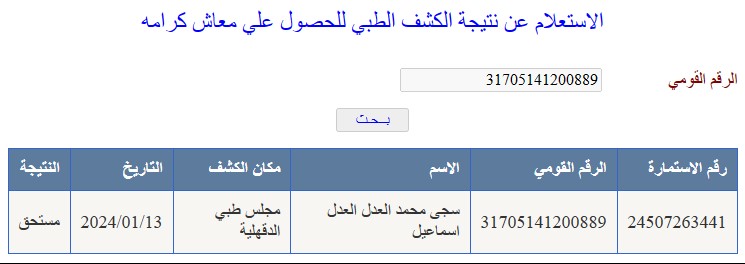 الاستعلام عن نتيجة الكشف الطبي للحصول علي معاش كرامه
الرقم القومي 31705141200889
بـحـث
رقم الاستمارة الرقم القومي الاسم مكان الكشف التاريخ النتيجة
24507263441 31705141200889 سجى محمد العدل العدل اسماعيل مجلس طبي الدقهلية 2024/01/13 مستحق